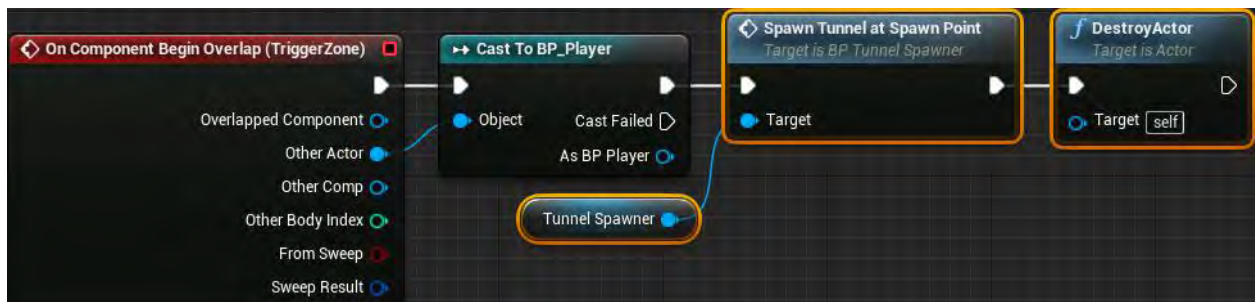 On Component Begin Overlap (TriggerZone)
Overlapped Component
Other Actor
Other Comp
Other Body Index
From Sweep
Sweep Result
Cast To BP_Player
Object
Cast Failed
As BP Player
Tunnel Spawner
Spawn Tunnel at Spawn Point
Target is BP Tunnel Spawner
Target
f DestroyActor
Target is Actor
Target self